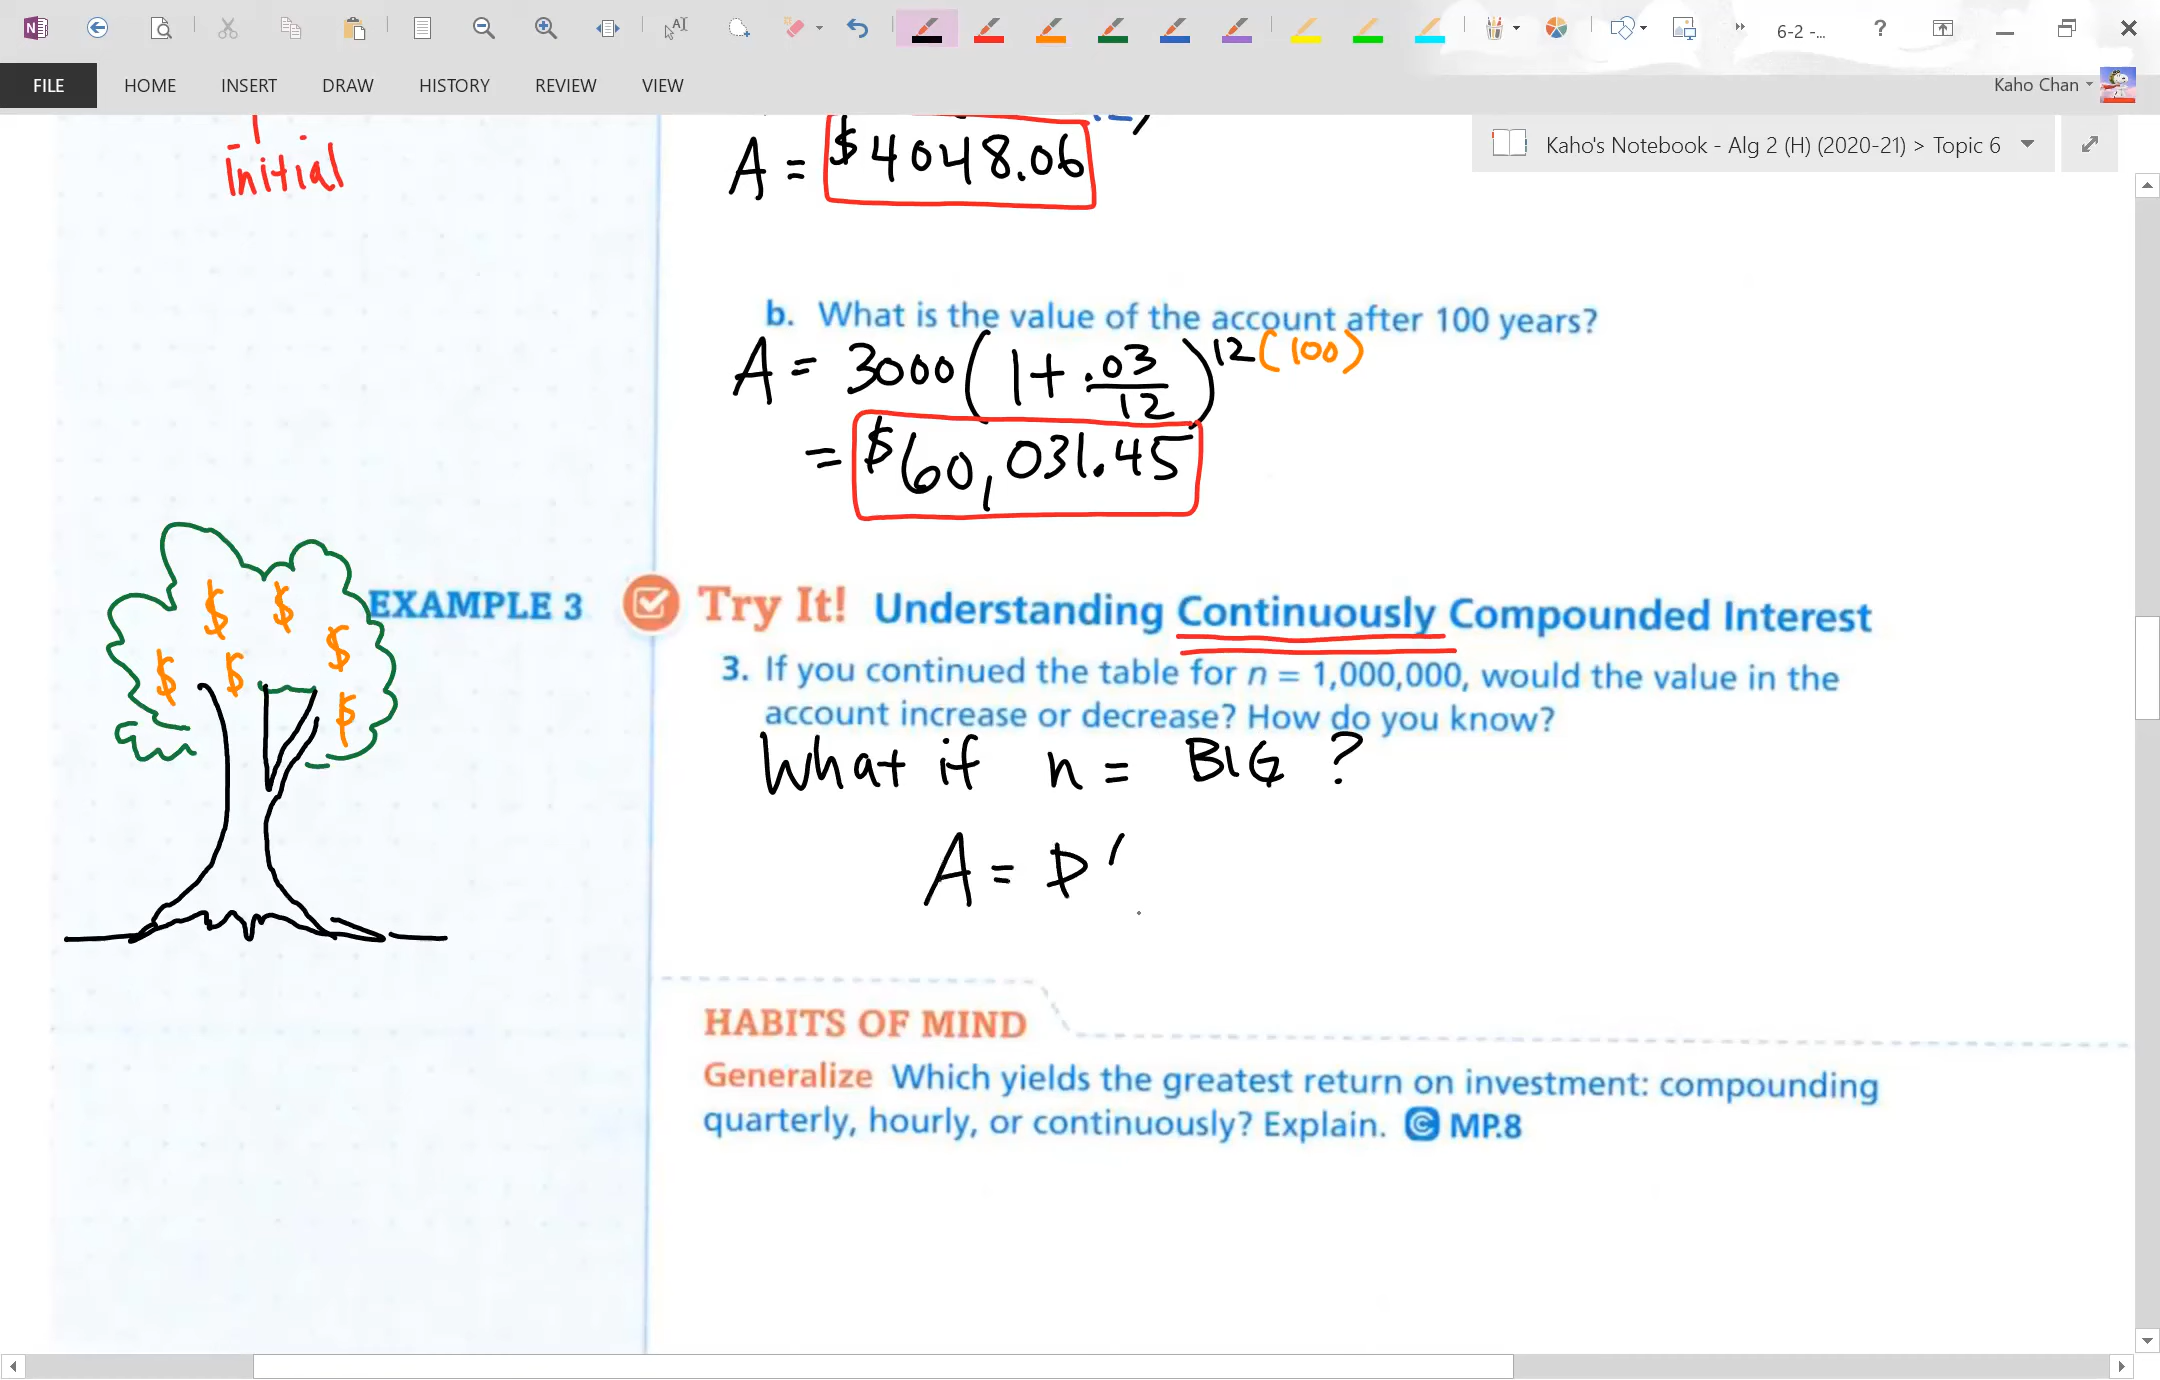 6-2 -...
?
FILE HOME INSERT DRAW HISTORY REVIEW VIEW
Kaho Chan
Kaho's Notebook - Alg 2 (H) (2020-21) > Topic 6
initial
A = $4048.06
b. What is the value of the account after 100 years?
A = 3000(1 + .03/12)^12(100)
= $60,031.45
$ $ $ $ $ $
EXAMPLE 3
Try It! Understanding Continuously Compounded Interest
3. If you continued the table for n = 1,000,000, would the value in the
account increase or decrease? How do you know?
What if n = BIG ?
A = P(
HABITS OF MIND
Generalize Which yields the greatest return on investment: compounding
quarterly, hourly, or continuously? Explain. MP.8